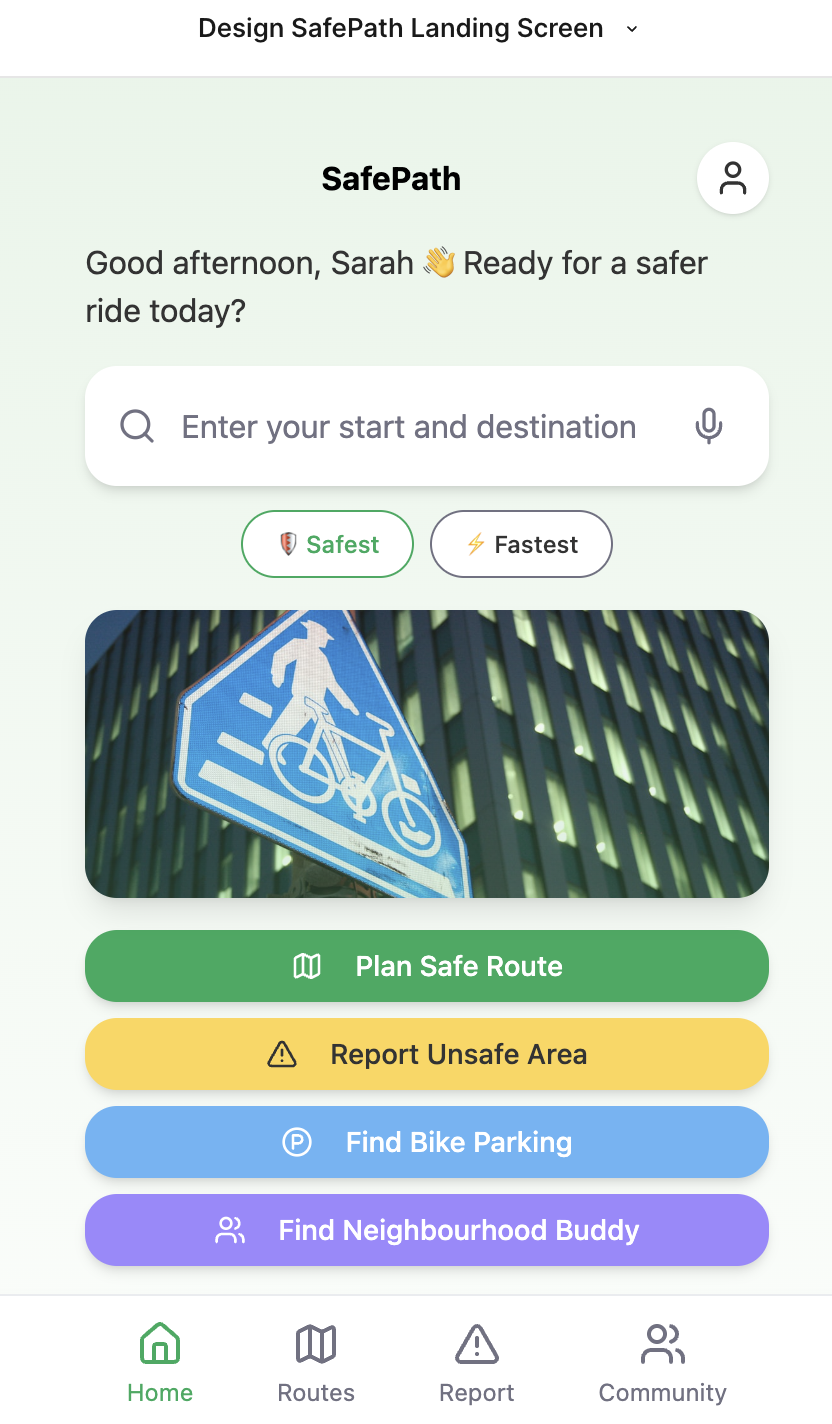 Design SafePath Landing Screen
SafePath
Good afternoon, Sarah 👋 Ready for a safer
ride today?
Enter your start and destination
Safest
Fastest
Plan Safe Route
Report Unsafe Area
P Find Bike Parking
Find Neighbourhood Buddy
Home Routes Report Community